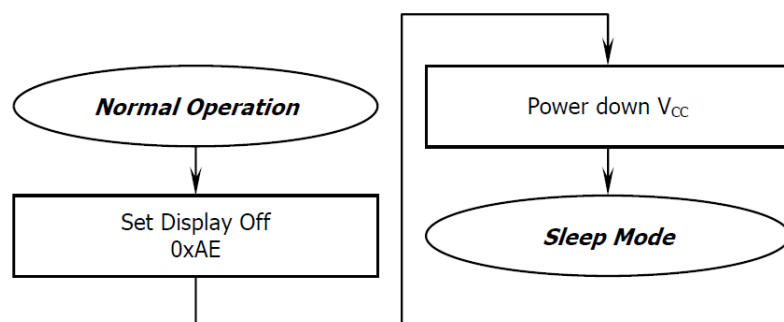 Normal Operation
Set Display Off
0xAE
Power down VCC
Sleep Mode